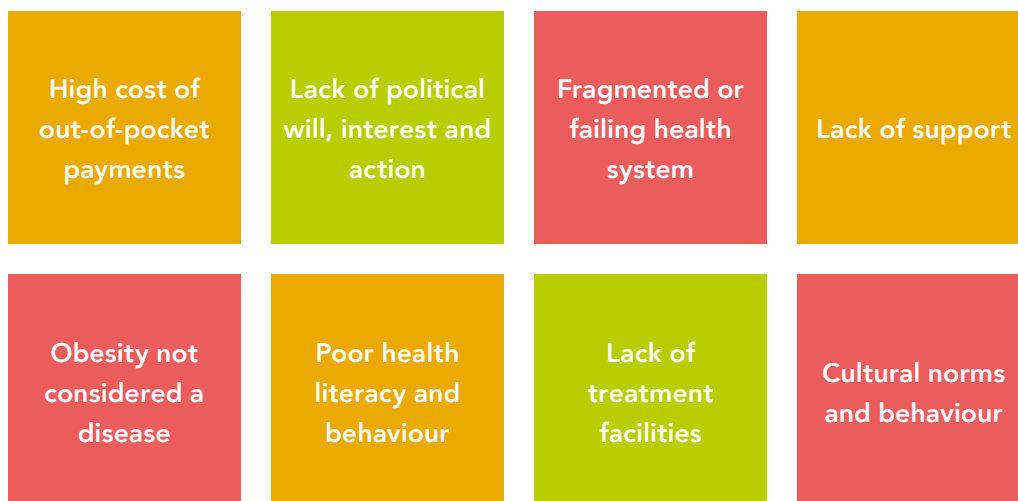 High cost of
out-of-pocket
payments
Lack of political
will, interest and
action
Fragmented or
failing health
system
Lack of support
Obesity not
considered a
disease
Poor health
literacy and
behaviour
Lack of
treatment
facilities
Cultural norms
and behaviour